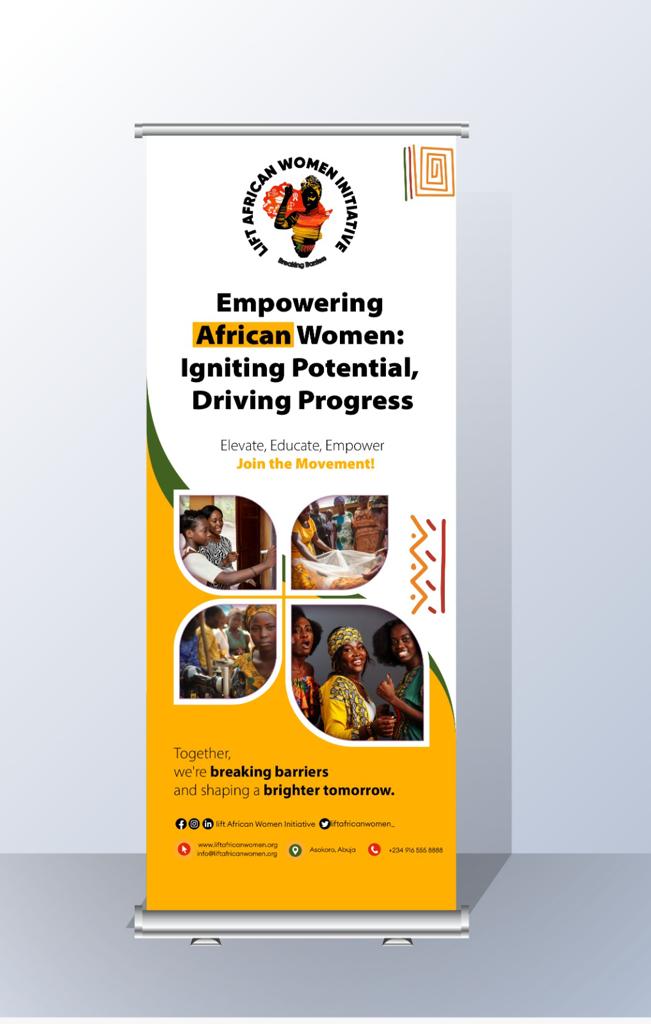 LIFT AFRICAN WOMEN INITIATIVE
Breaking Barriers
Empowering
African Women:
Igniting Potential,
Driving Progress
Elevate, Educate, Empower
Join the Movement!
Together,
we're breaking barriers
and shaping a brighter tomorrow.
lift African Women Initiative liftafricanwomen_
www.liftafricanwomen.org
info@liftafricanwomen.org
Asokoro, Abuja
+234 916 555 8888